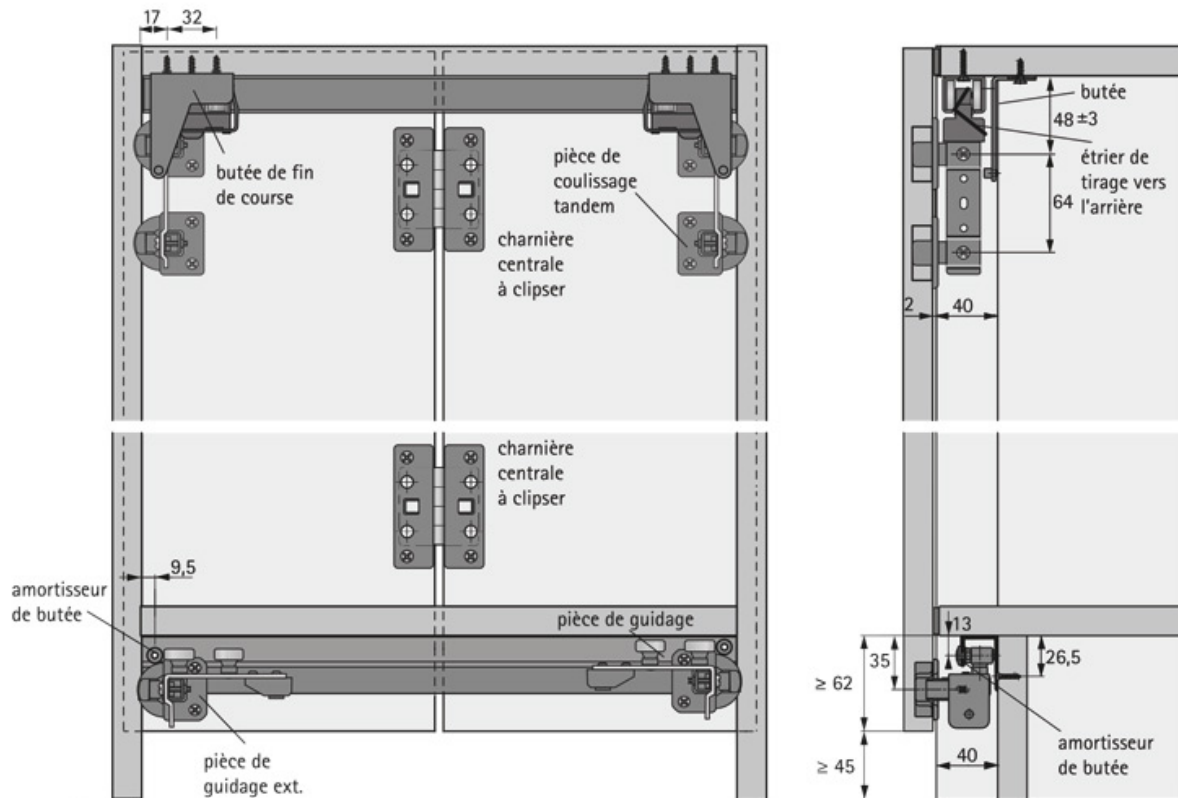 17
32
butée de fin
de course
pièce de
coulissage
tandem
charnière
centrale
à clipser
butée
48 ±3
étrier de
tirage vers
l'arrière
64
2
40
charnière
centrale
à clipser
9,5
amortisseur
de butée
pièce de guidage
pièce de
guidage ext.
13
35
26,5
≥ 62
≥ 45
40
amortisseur
de butée